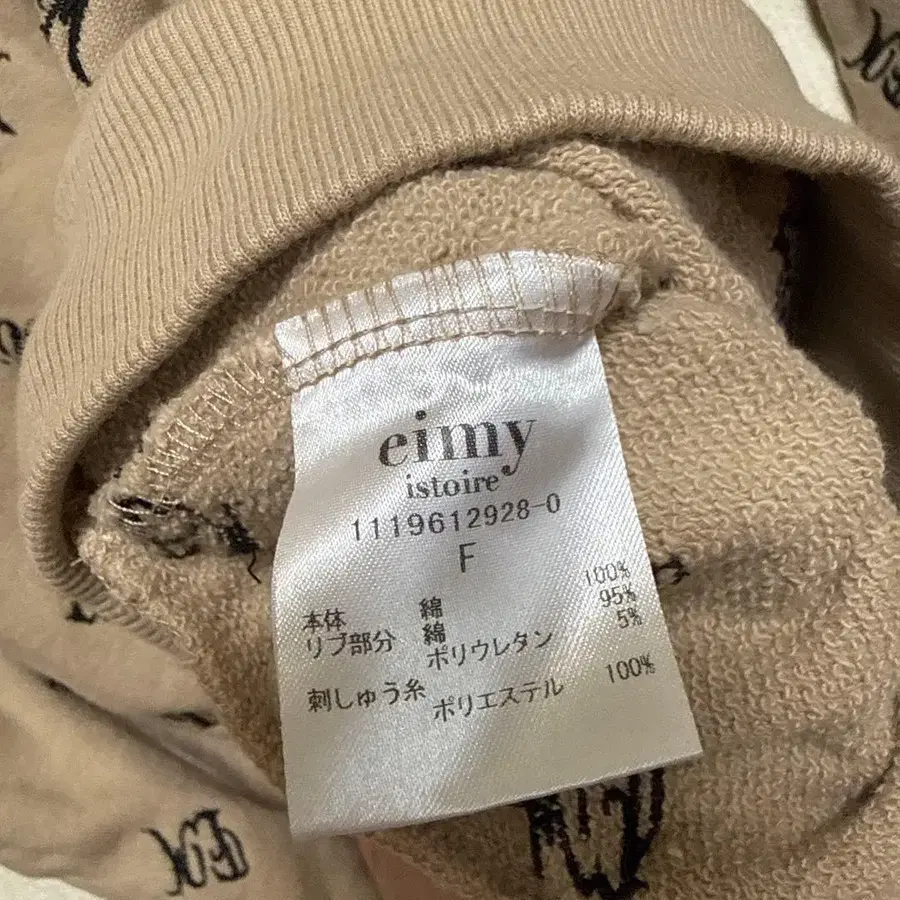 eimy
istoire
1119612928-0
F
本体 綿 100%
リブ部分 綿 95%
ポリウレタン 5%
刺しゅう糸 ポリエステル 100%